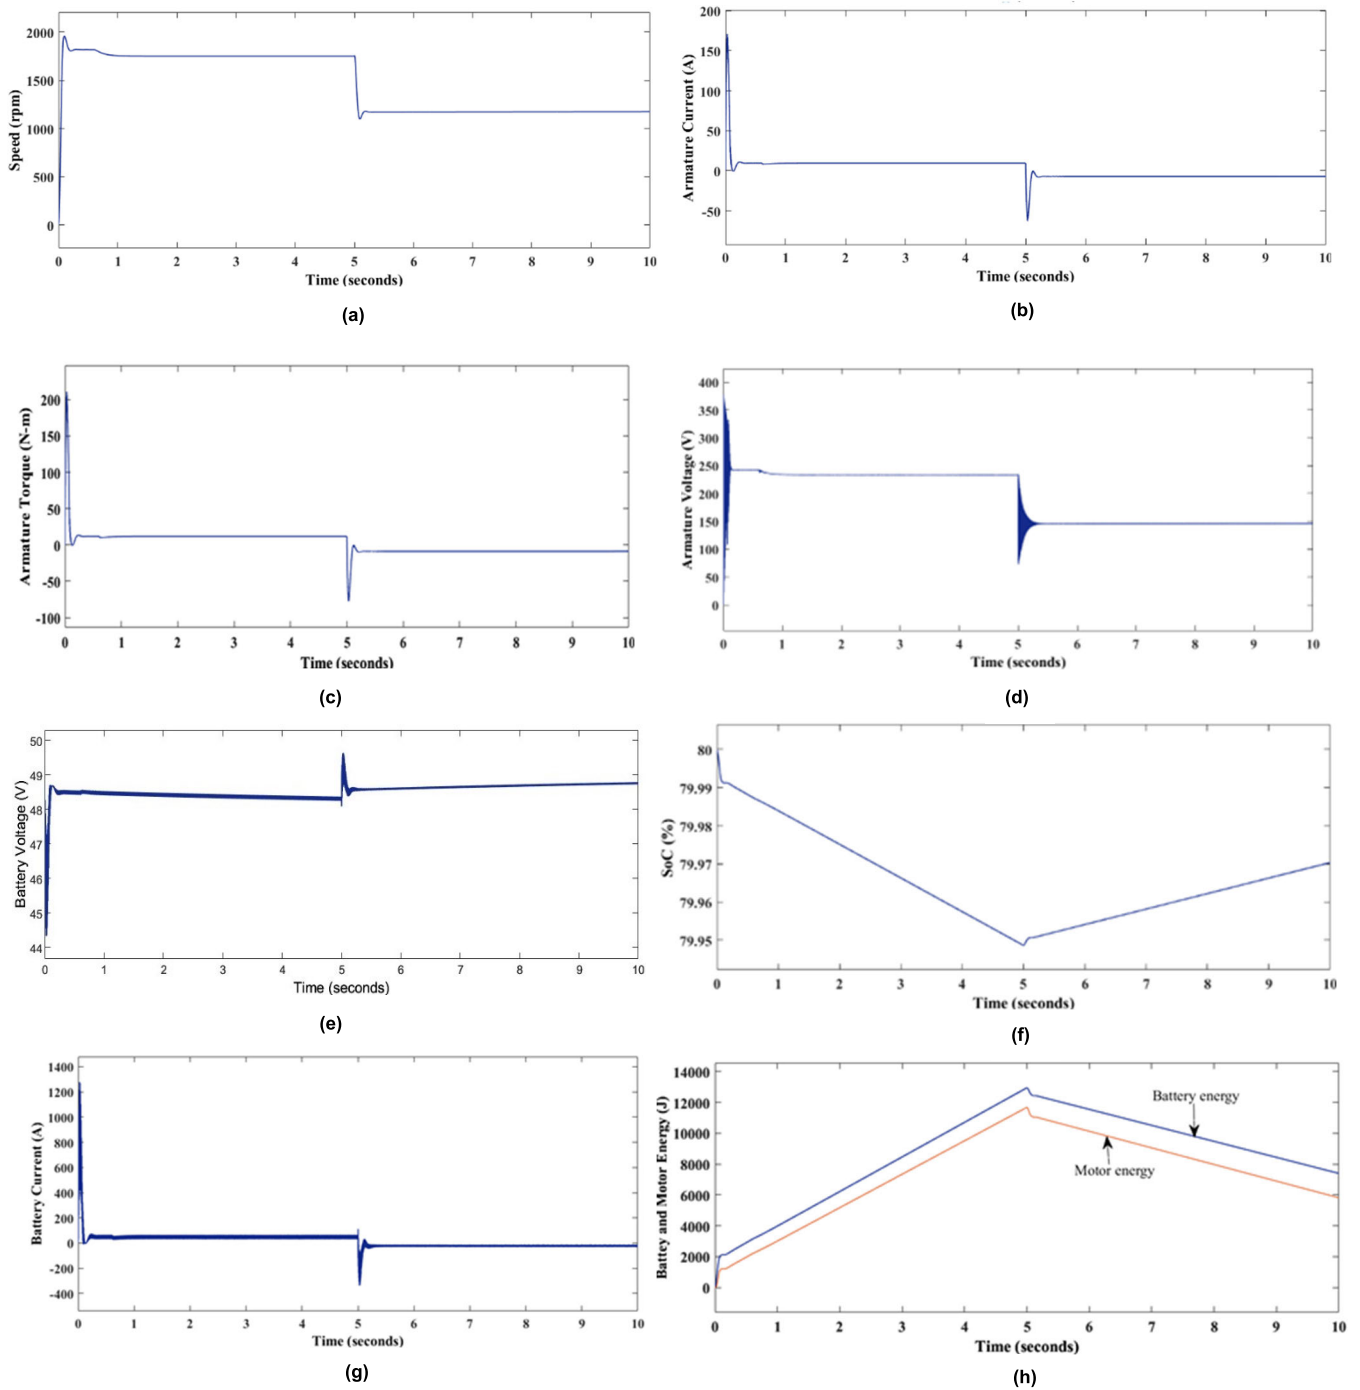 2000
1500
1000
500
0
Speed (rpm)
0 1 2 3 4 5 6 7 8 9 10
Time (seconds)
(a)
200
150
100
50
0
-50
Armature Current (A)
0 1 2 3 4 5 6 7 8 9 10
Time (seconds)
(b)
200
150
100
50
0
-50
-100
Armature Torque (N-m)
0 1 2 3 4 5 6 7 8 9 10
Time (seconds)
(c)
400
350
300
250
200
150
100
50
0
Armature Voltage (V)
0 1 2 3 4 5 6 7 8 9 10
Time (seconds)
(d)
50
49
48
47
46
45
44
Battery Voltage (V)
0 1 2 3 4 5 6 7 8 9 10
Time (seconds)
(e)
80
79.99
79.98
79.97
79.96
79.95
SoC (%)
0 1 2 3 4 5 6 7 8 9 10
Time (seconds)
(f)
1400
1200
1000
800
600
400
200
0
-200
-400
Battery Current (A)
0 1 2 3 4 5 6 7 8 9 10
Time (seconds)
(g)
14000
12000
10000
8000
6000
4000
2000
0
Battey and Motor Energy (J)
Battery energy
Motor energy
0 1 2 3 4 5 6 7 8 9 10
Time (seconds)
(h)